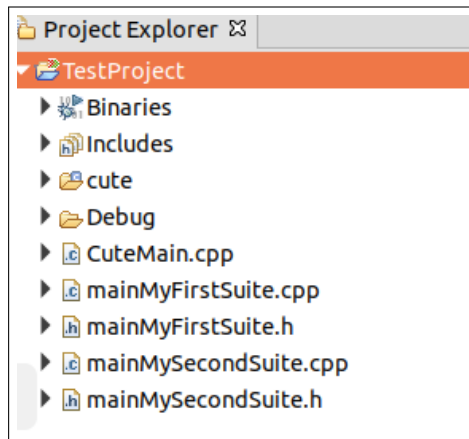 Project Explorer
TestProject
Binaries
Includes
cute
Debug
CuteMain.cpp
mainMyFirstSuite.cpp
mainMyFirstSuite.h
mainMySecondSuite.cpp
mainMySecondSuite.h